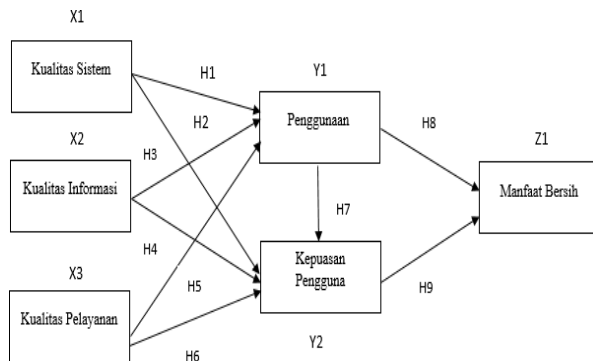 X1
Kualitas Sistem
H1
Y1
Penggunaan
H2
H8
X2
Z1
H3
Kualitas Informasi
Manfaat Bersih
H7
H4
Kepuasan
Pengguna
X3
H5
H9
Kualitas Pelayanan
Y2
H6